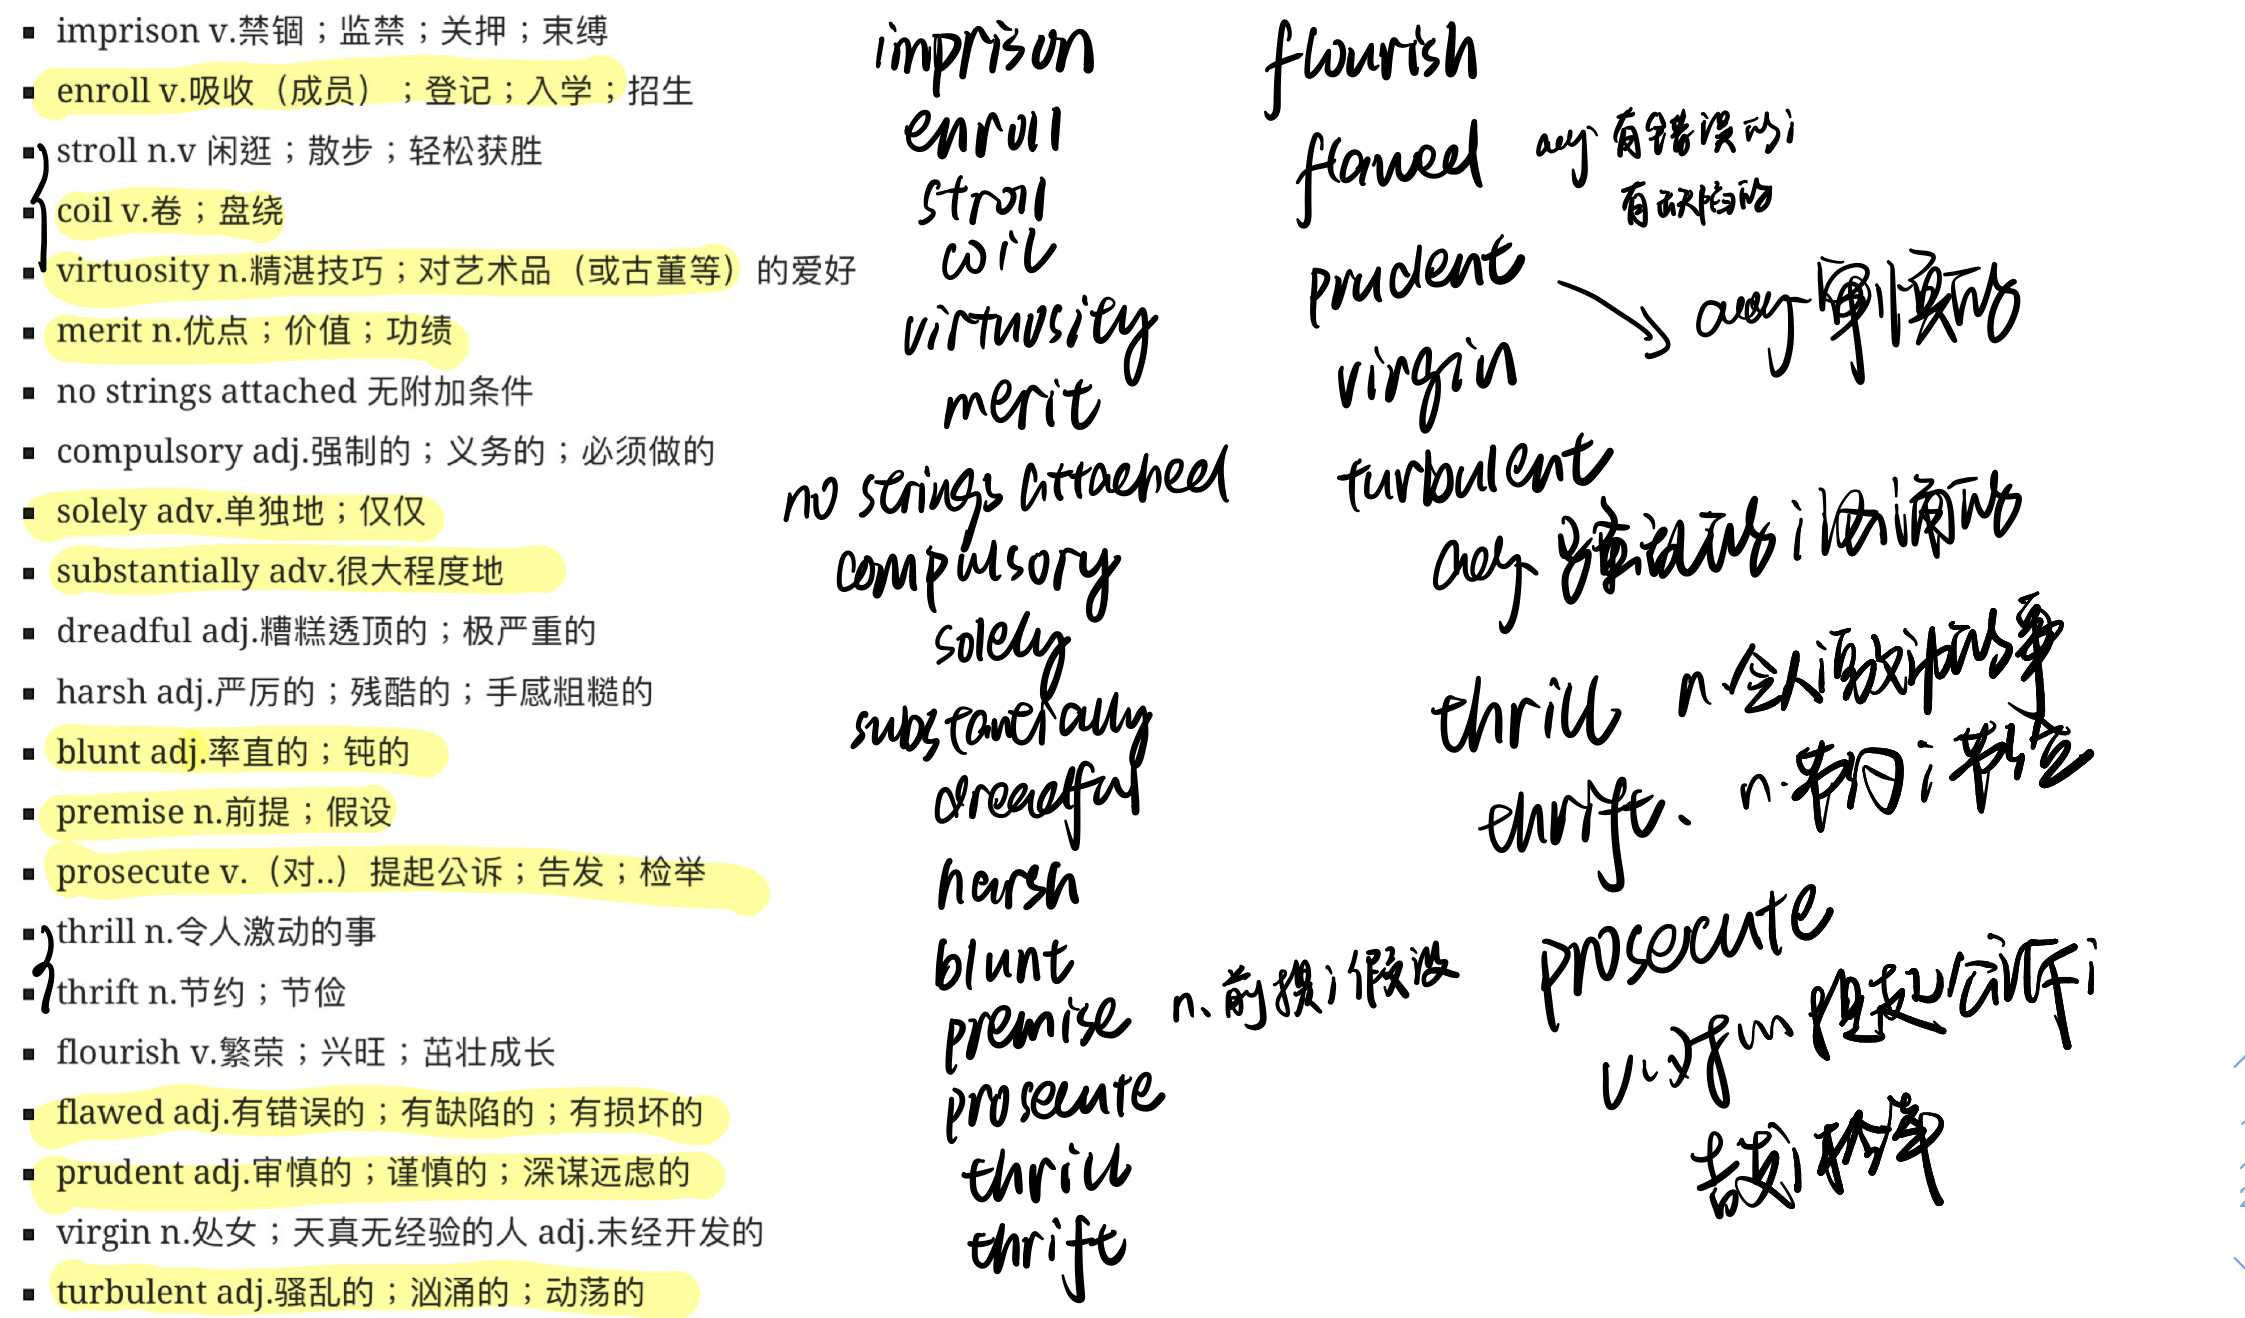 imprison v.禁锢；监禁；关押；束缚
enroll v.吸收（成员）；登记；入学；招生
stroll n.v 闲逛；散步；轻松获胜
coil v.卷；盘绕
virtuosity n.精湛技巧；对艺术品（或古董等）的爱好
merit n.优点；价值；功绩
no strings attached 无附加条件
compulsory adj.强制的；义务的；必须做的
solely adv.单独地；仅仅
substantially adv.很大程度地
dreadful adj.糟糕透顶的；极严重的
harsh adj.严厉的；残酷的；手感粗糙的
blunt adj.率直的；钝的
premise n.前提；假设
prosecute v.（对..）提起公诉；告发；检举
thrill n.令人激动的事
thrift n.节约；节俭
flourish v.繁荣；兴旺；茁壮成长
flawed adj.有错误的；有缺陷的；有损坏的
prudent adj.审慎的；谨慎的；深谋远虑的
virgin n.处女；天真无经验的人 adj.未经开发的
turbulent adj.骚乱的；汹涌的；动荡的
imprison
enroll
stroll
coil
virtuosity
merit
no strings attached
compulsory
solely
substantially
dreadful
harsh
blunt
premise n.前提；假设
prosecute
thrill
thrift
flourish
flawed adj 有错误的；
有缺陷的
prudent adj 审慎的
virgin
turbulent
adj 骚乱的；汹涌的
thrill n.令人激动的事
thrift、n.节约；节俭
prosecute
v.对... 提起公诉；
告发；检举